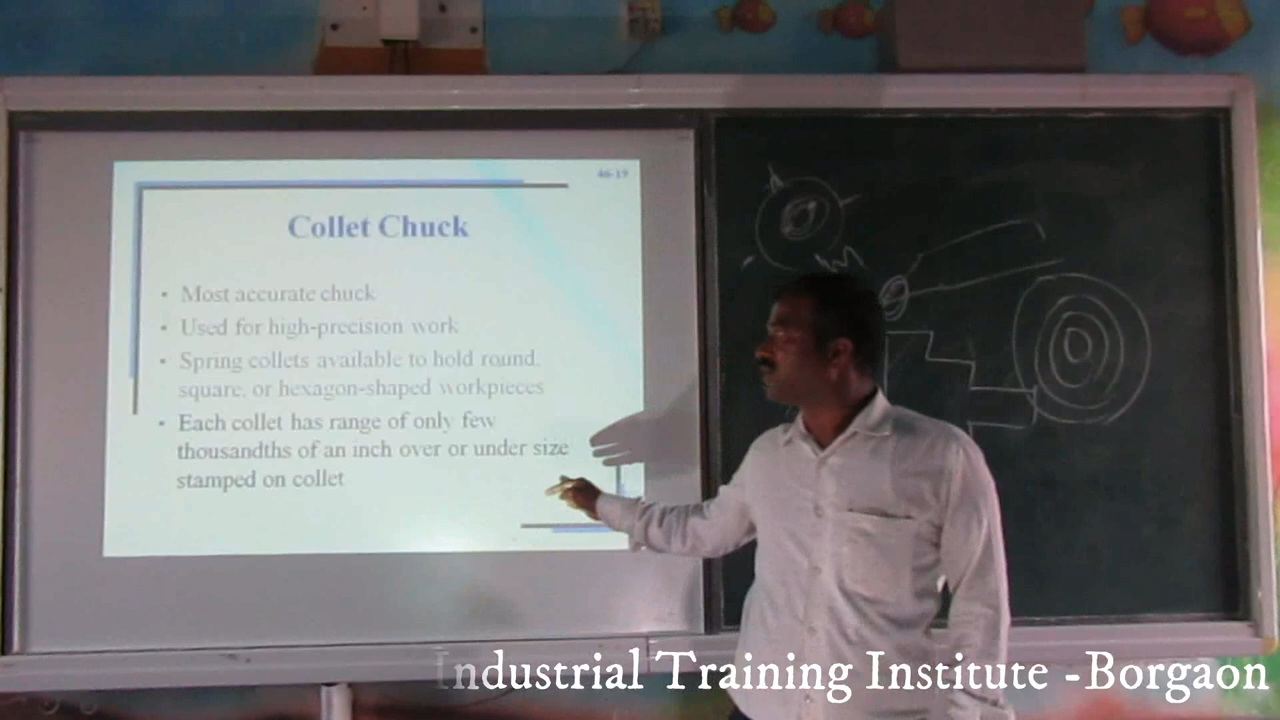 46-19
Collet Chuck
• Most accurate chuck
• Used for high-precision work
• Spring collets available to hold round,
square, or hexagon-shaped workpieces
• Each collet has range of only few
thousandths of an inch over or under size
stamped on collet
Industrial Training Institute -Borgaon